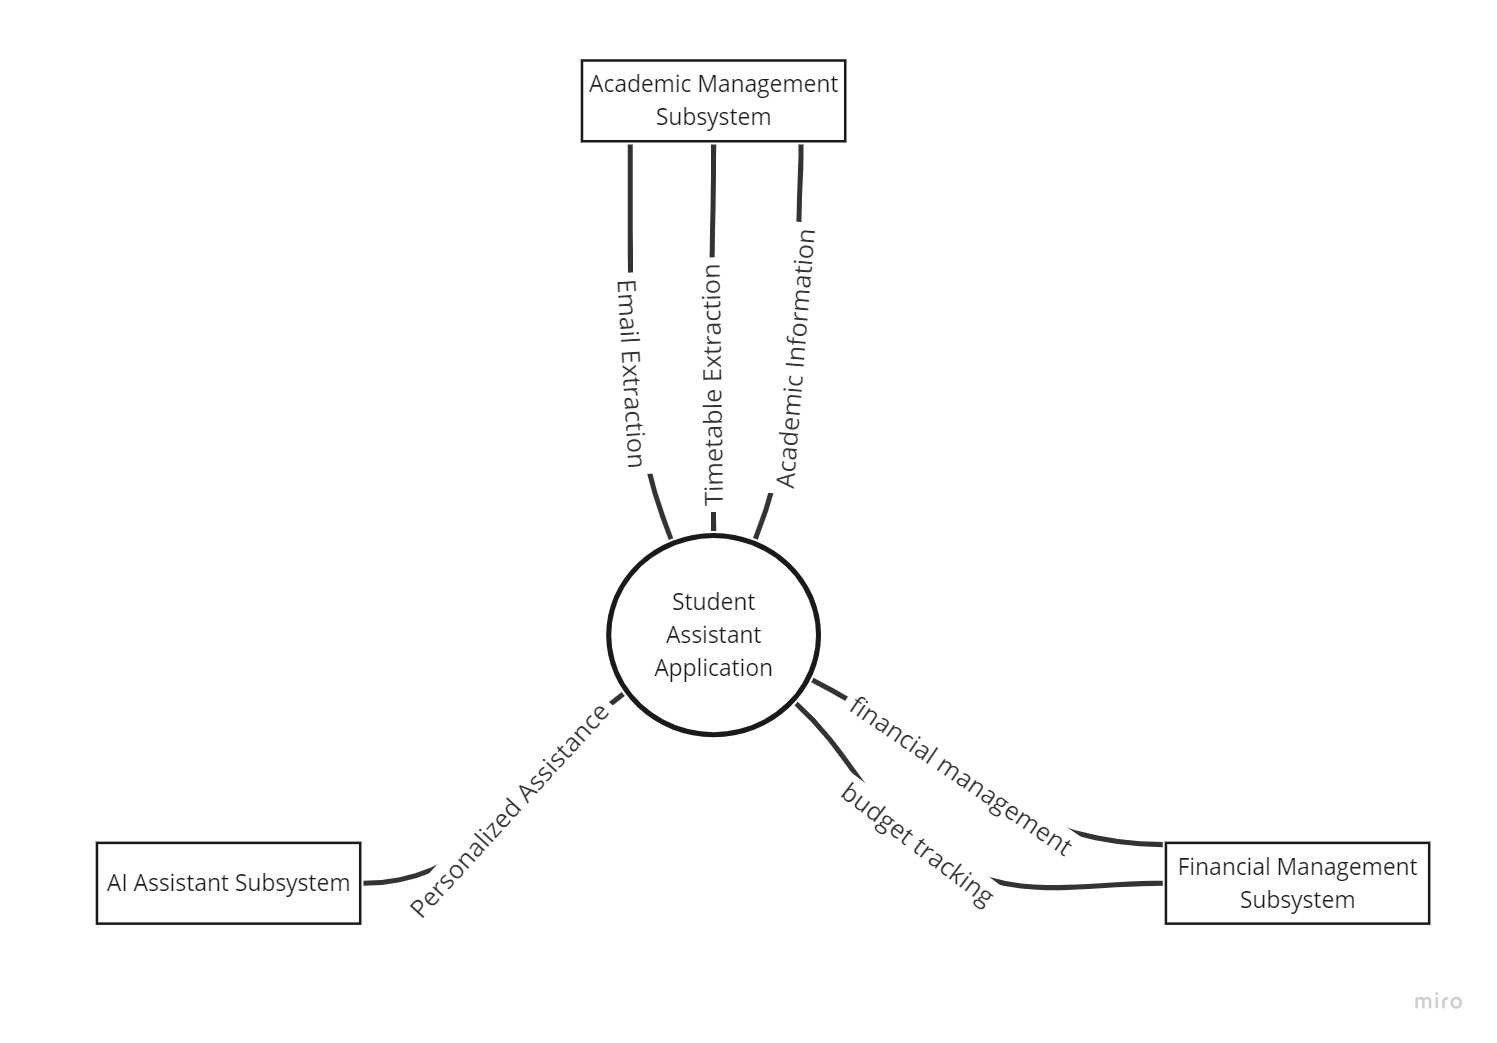 Academic Management
Subsystem
Email Extraction
Timetable Extraction
Academic Information
Student
Assistant
Application
Personalized Assistance
financial management
budget tracking
AI Assistant Subsystem
Financial Management
Subsystem
miro